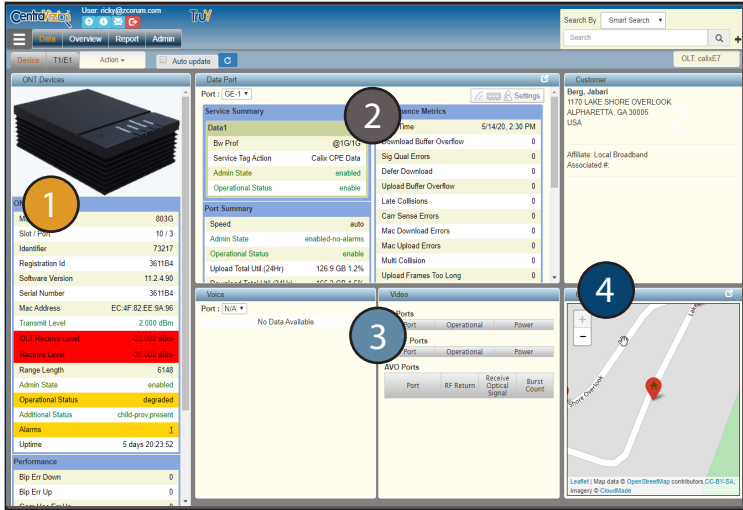 CentroVision
User: ricky@zcorum.com
TruVi
Search By Smart Search
Search
Data Overview Report Admin
Device T1/E1 Action Auto update
OLT: calixE7
ONT Devices
1
Model 803G
Slot / Port 10 / 3
Identifier 73217
Registration Id 3611B4
Software Version 11.2.4.90
Serial Number 3611B4
Mac Address EC:4F:82:EE:9A:96
Transmit Level 2.000 dBm
OLT Receive Level -35.000 dBm
Receive Level -30.000 dBm
Range Length 6148
Admin State enabled
Operational Status degraded
Additional Status child-prov,present
Alarms 1
Uptime 5 days 20:23:52
Performance
Bip Err Down 0
Bip Err Up 0
Data Port
Port : GE-1
Settings
2
Service Summary
Data1
Bw Prof @1G/1G
Service Tag Action Calix CPE Data
Admin State enabled
Operational Status enable
Port Summary
Speed auto
Admin State enabled-no-alarms
Operational Status enable
Upload Total Util.(24Hr) 126.9 GB 1.2%
Time 5/14/20, 2:30 PM
Download Buffer Overflow 0
Sig Qual Errors 0
Defer Download 0
Upload Buffer Overflow 0
Late Collisions 0
Carr Sense Errors 0
Mac Download Errors 0
Mac Upload Errors 0
Multi Collision 0
Upload Frames Too Long 0
Customer
Berg, Jabari
1170 LAKE SHORE OVERLOOK
ALPHARETTA, GA 30005
USA
Affiliate: Local Broadband
Associated #:
Voice
Port : N/A
No Data Available
Video
3
Ports
Port Operational Power
Ports
Port Operational Power
AVO Ports
Port RF Return Receive Optical Signal Burst Count
4
+
−
Shore Overlook
Leaflet | Map data © OpenStreetMap contributors,CC-BY-SA,
Imagery © CloudMade